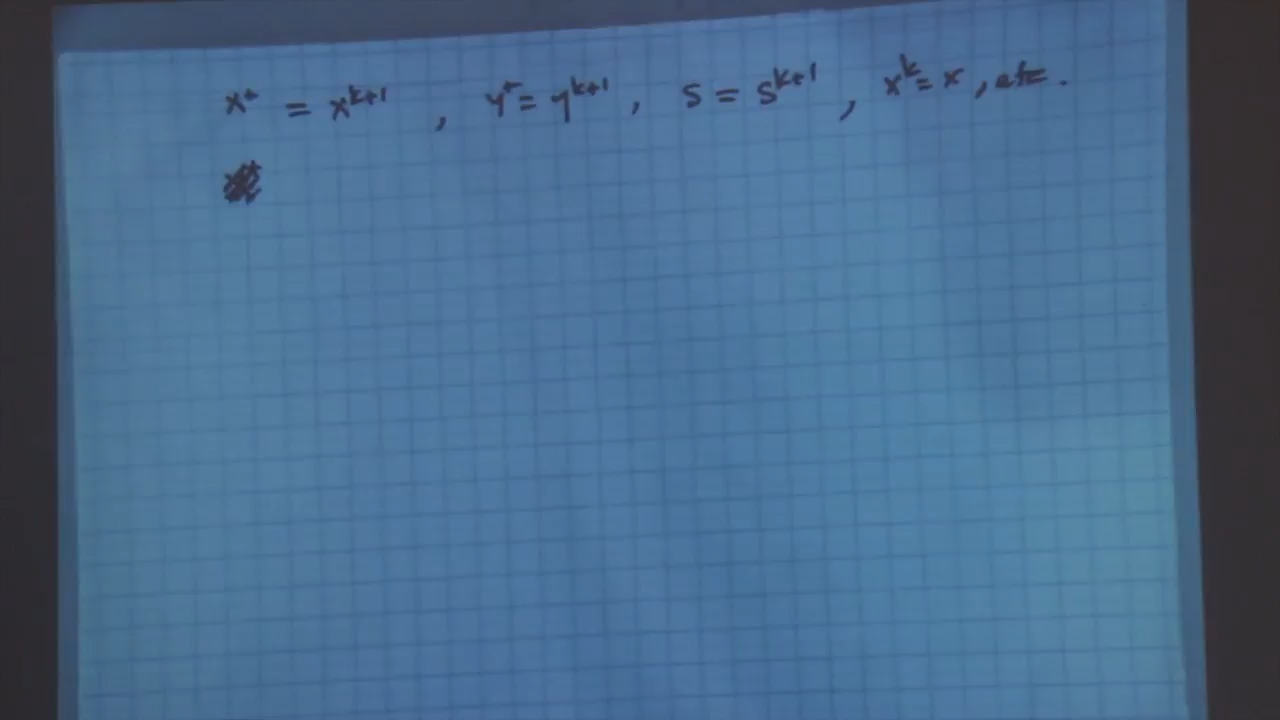 x⁺ = x^{k+1} , y⁺ = y^{k+1} , s = s^{k+1} , x^k = x , etc .